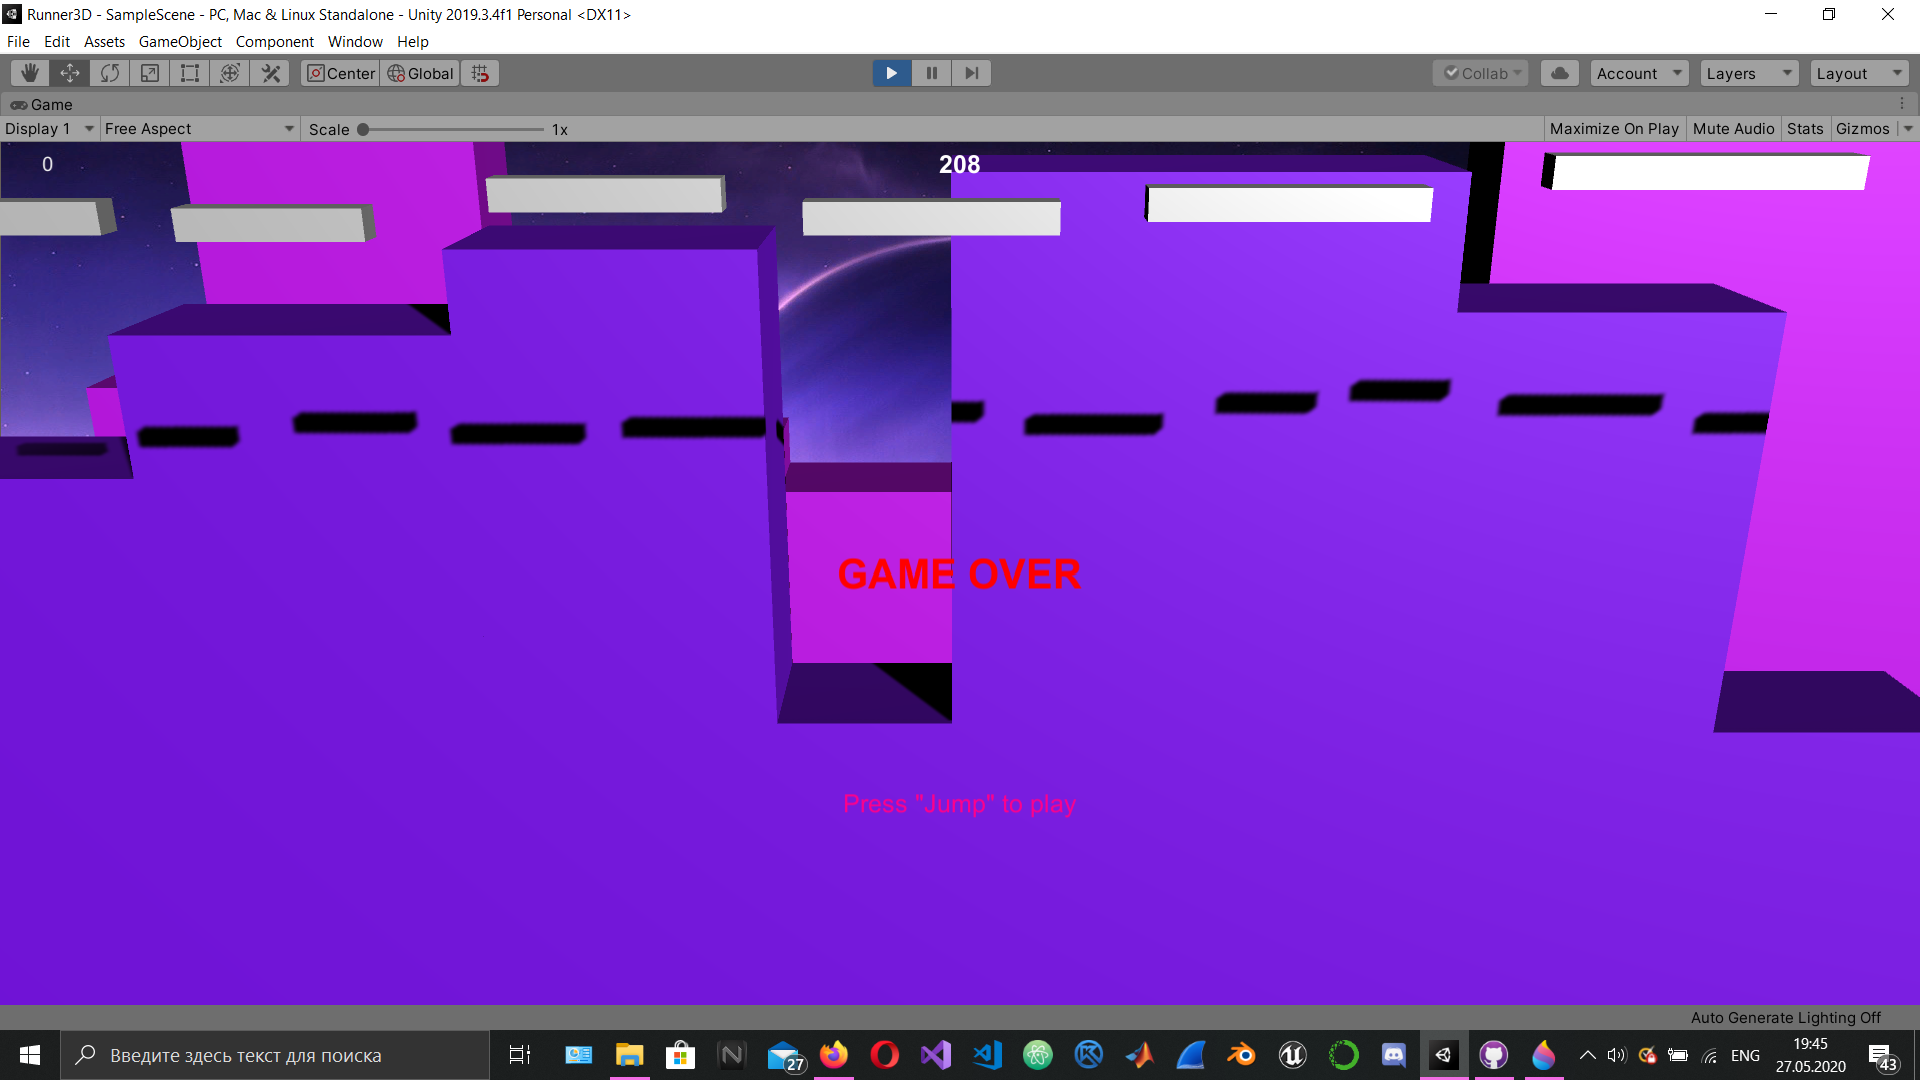 Runner3D - SampleScene - PC, Mac & Linux Standalone - Unity 2019.3.4f1 Personal <DX11>
File Edit Assets GameObject Component Window Help
Center Global Collab Account Layers Layout
Game
Display 1 Free Aspect Scale 1x Maximize On Play Mute Audio Stats Gizmos
0 208
GAME OVER
Press "Jump" to play
Auto Generate Lighting Off
Введите здесь текст для поиска 27 ENG 19:45
27.05.2020 43